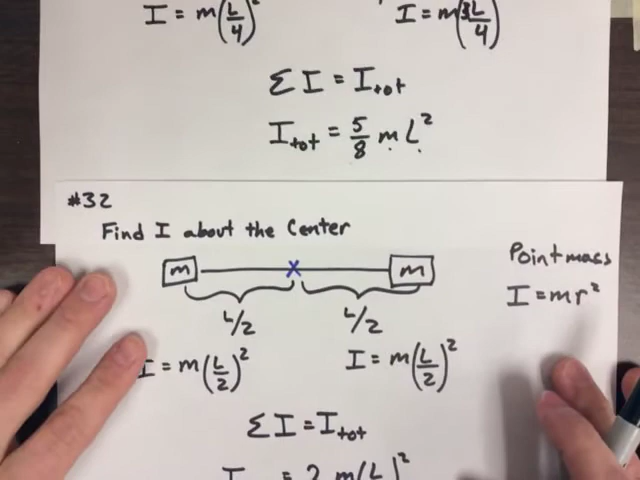 I = m(L/4)² I = m(3L/4)
ΣI = Itot
Itot = 5/8 mL²
#32
Find I about the Center
m x m
L/2 L/2
Point mass
I = mr²
I = m(L/2)² I = m(L/2)²
ΣI = Itot
I = 2 m(L)²